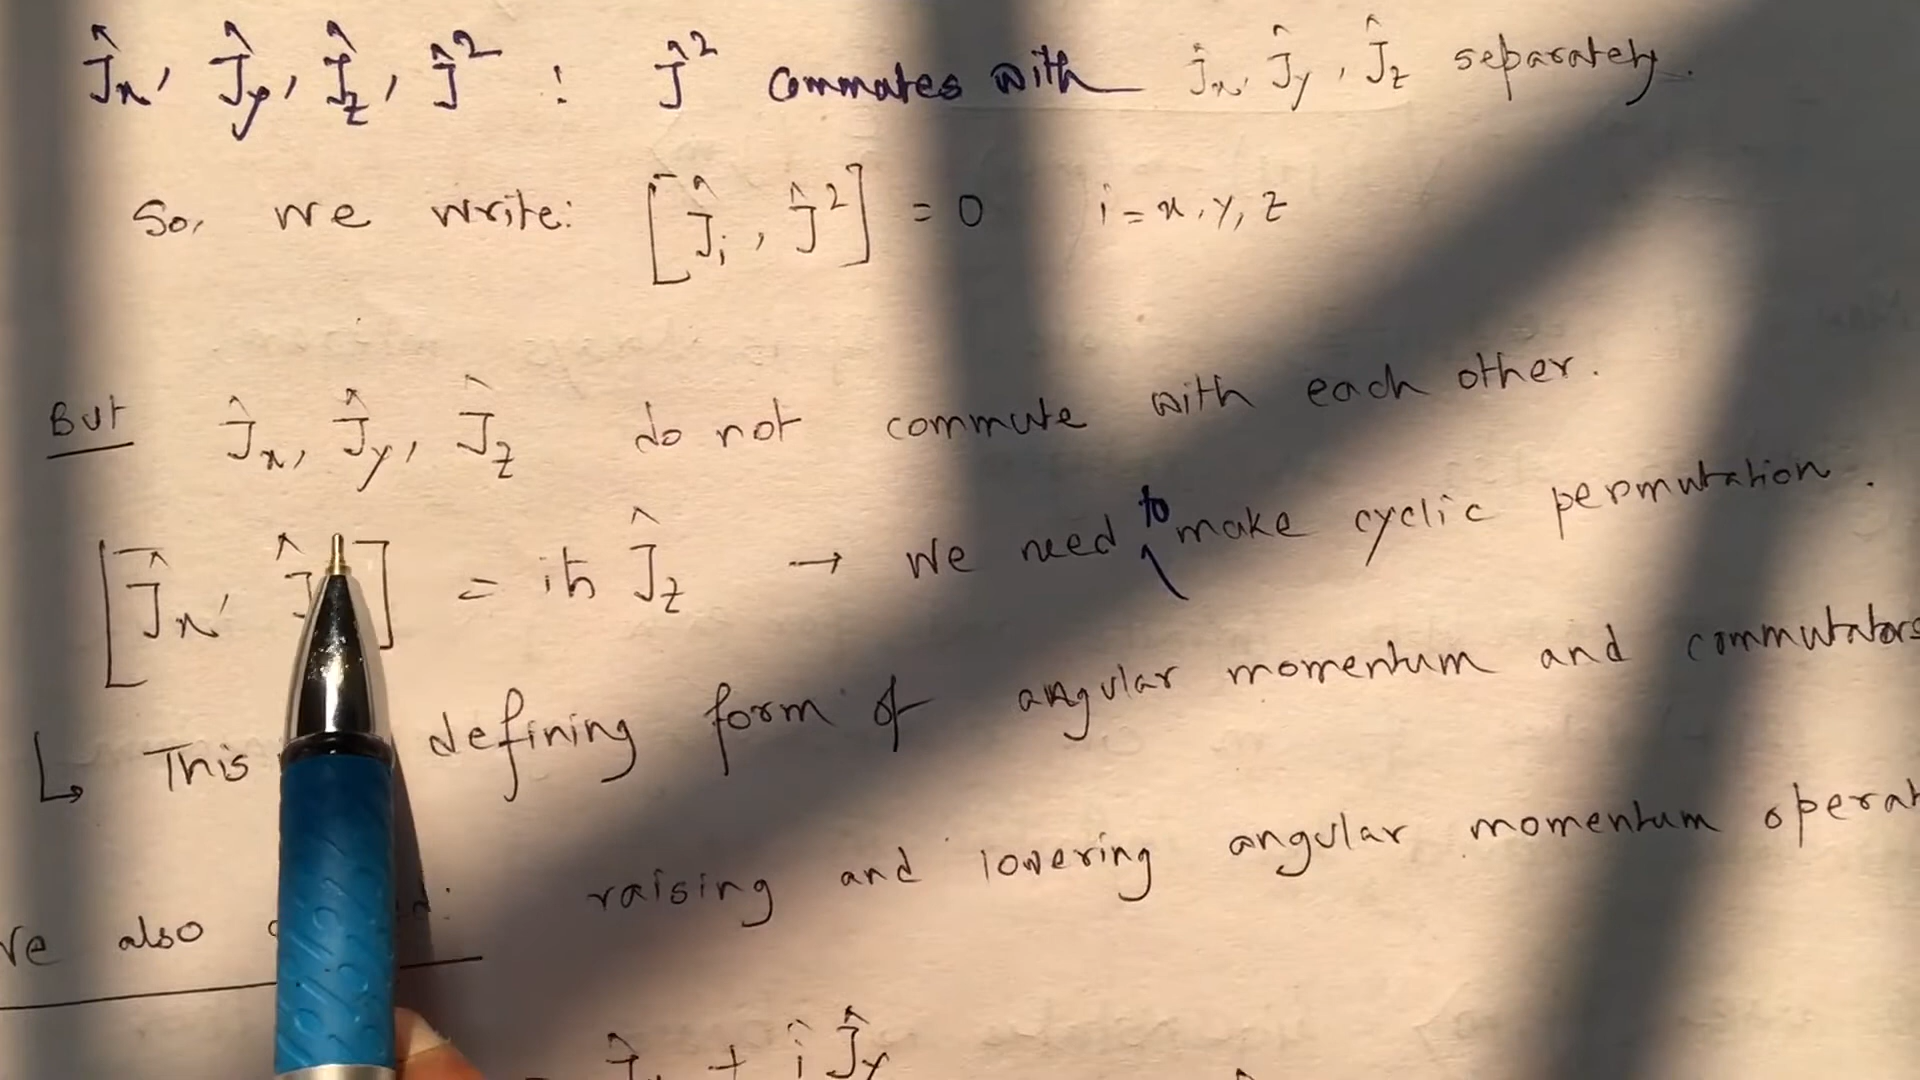 Ĵx, Ĵy, Ĵz, Ĵ² : Ĵ² commutes with Ĵx, Ĵy, Ĵz separately.
So, we write: [Ĵi, Ĵ²] = 0 i = x, y, z
But Ĵx, Ĵy, Ĵz do not commute with each other.
[Ĵx, Ĵ ] = iħ Ĵz → We need to make cyclic permutation.
↳ This defining form of angular momentum and commutators
also raising and lowering angular momentum operat
+ i Ĵy